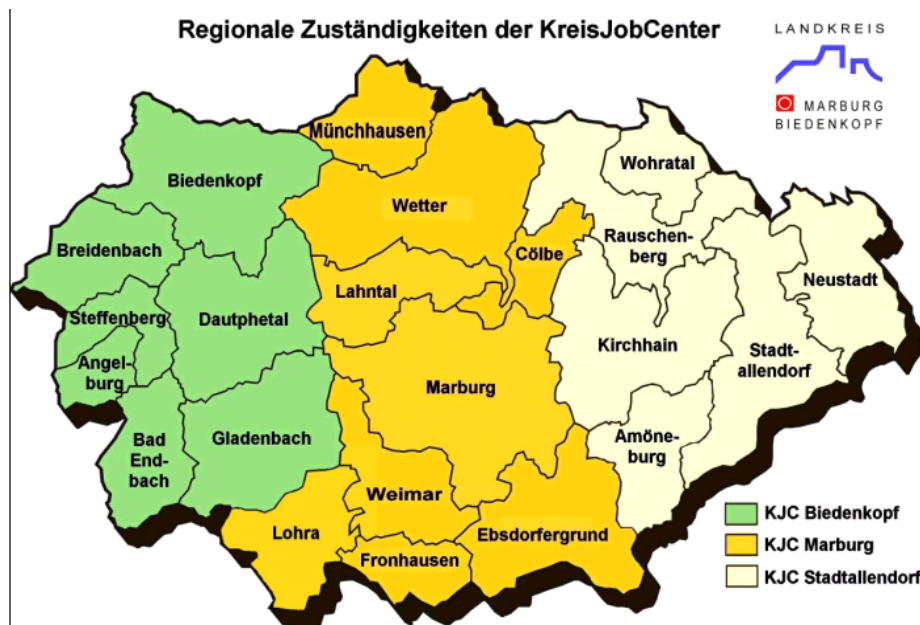 Regionale Zuständigkeiten der KreisJobCenter
LANDKREIS
MARBURG
BIEDENKOPF
Münchhausen
Wohratal
Biedenkopf
Wetter
Rauschen-
berg
Breidenbach
Cölbe
Neustadt
Lahntal
Steffenberg
Dautphetal
Kirchhain
Stadt-
allendorf
Angel-
burg
Marburg
Bad
End-
bach
Gladenbach
Amöne-
burg
Weimar
Lohra
Ebsdorfergrund
Fronhausen
KJC Biedenkopf
KJC Marburg
KJC Stadtallendorf